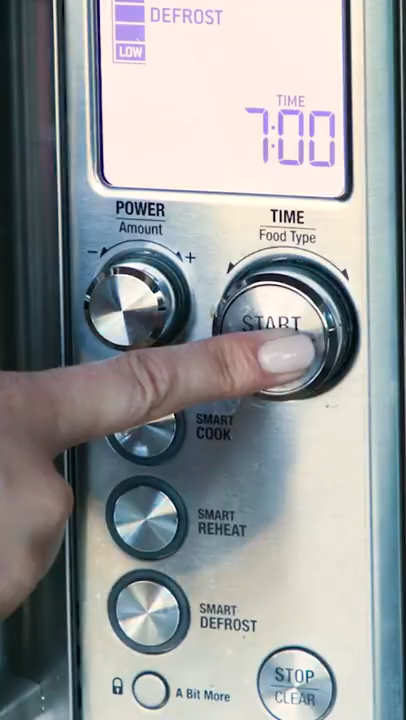 DEFROST
LOW
TIME
7:00
POWER
Amount
TIME
Food Type
- +
START
SMART
COOK
SMART
REHEAT
SMART
DEFROST
A Bit More
STOP
CLEAR